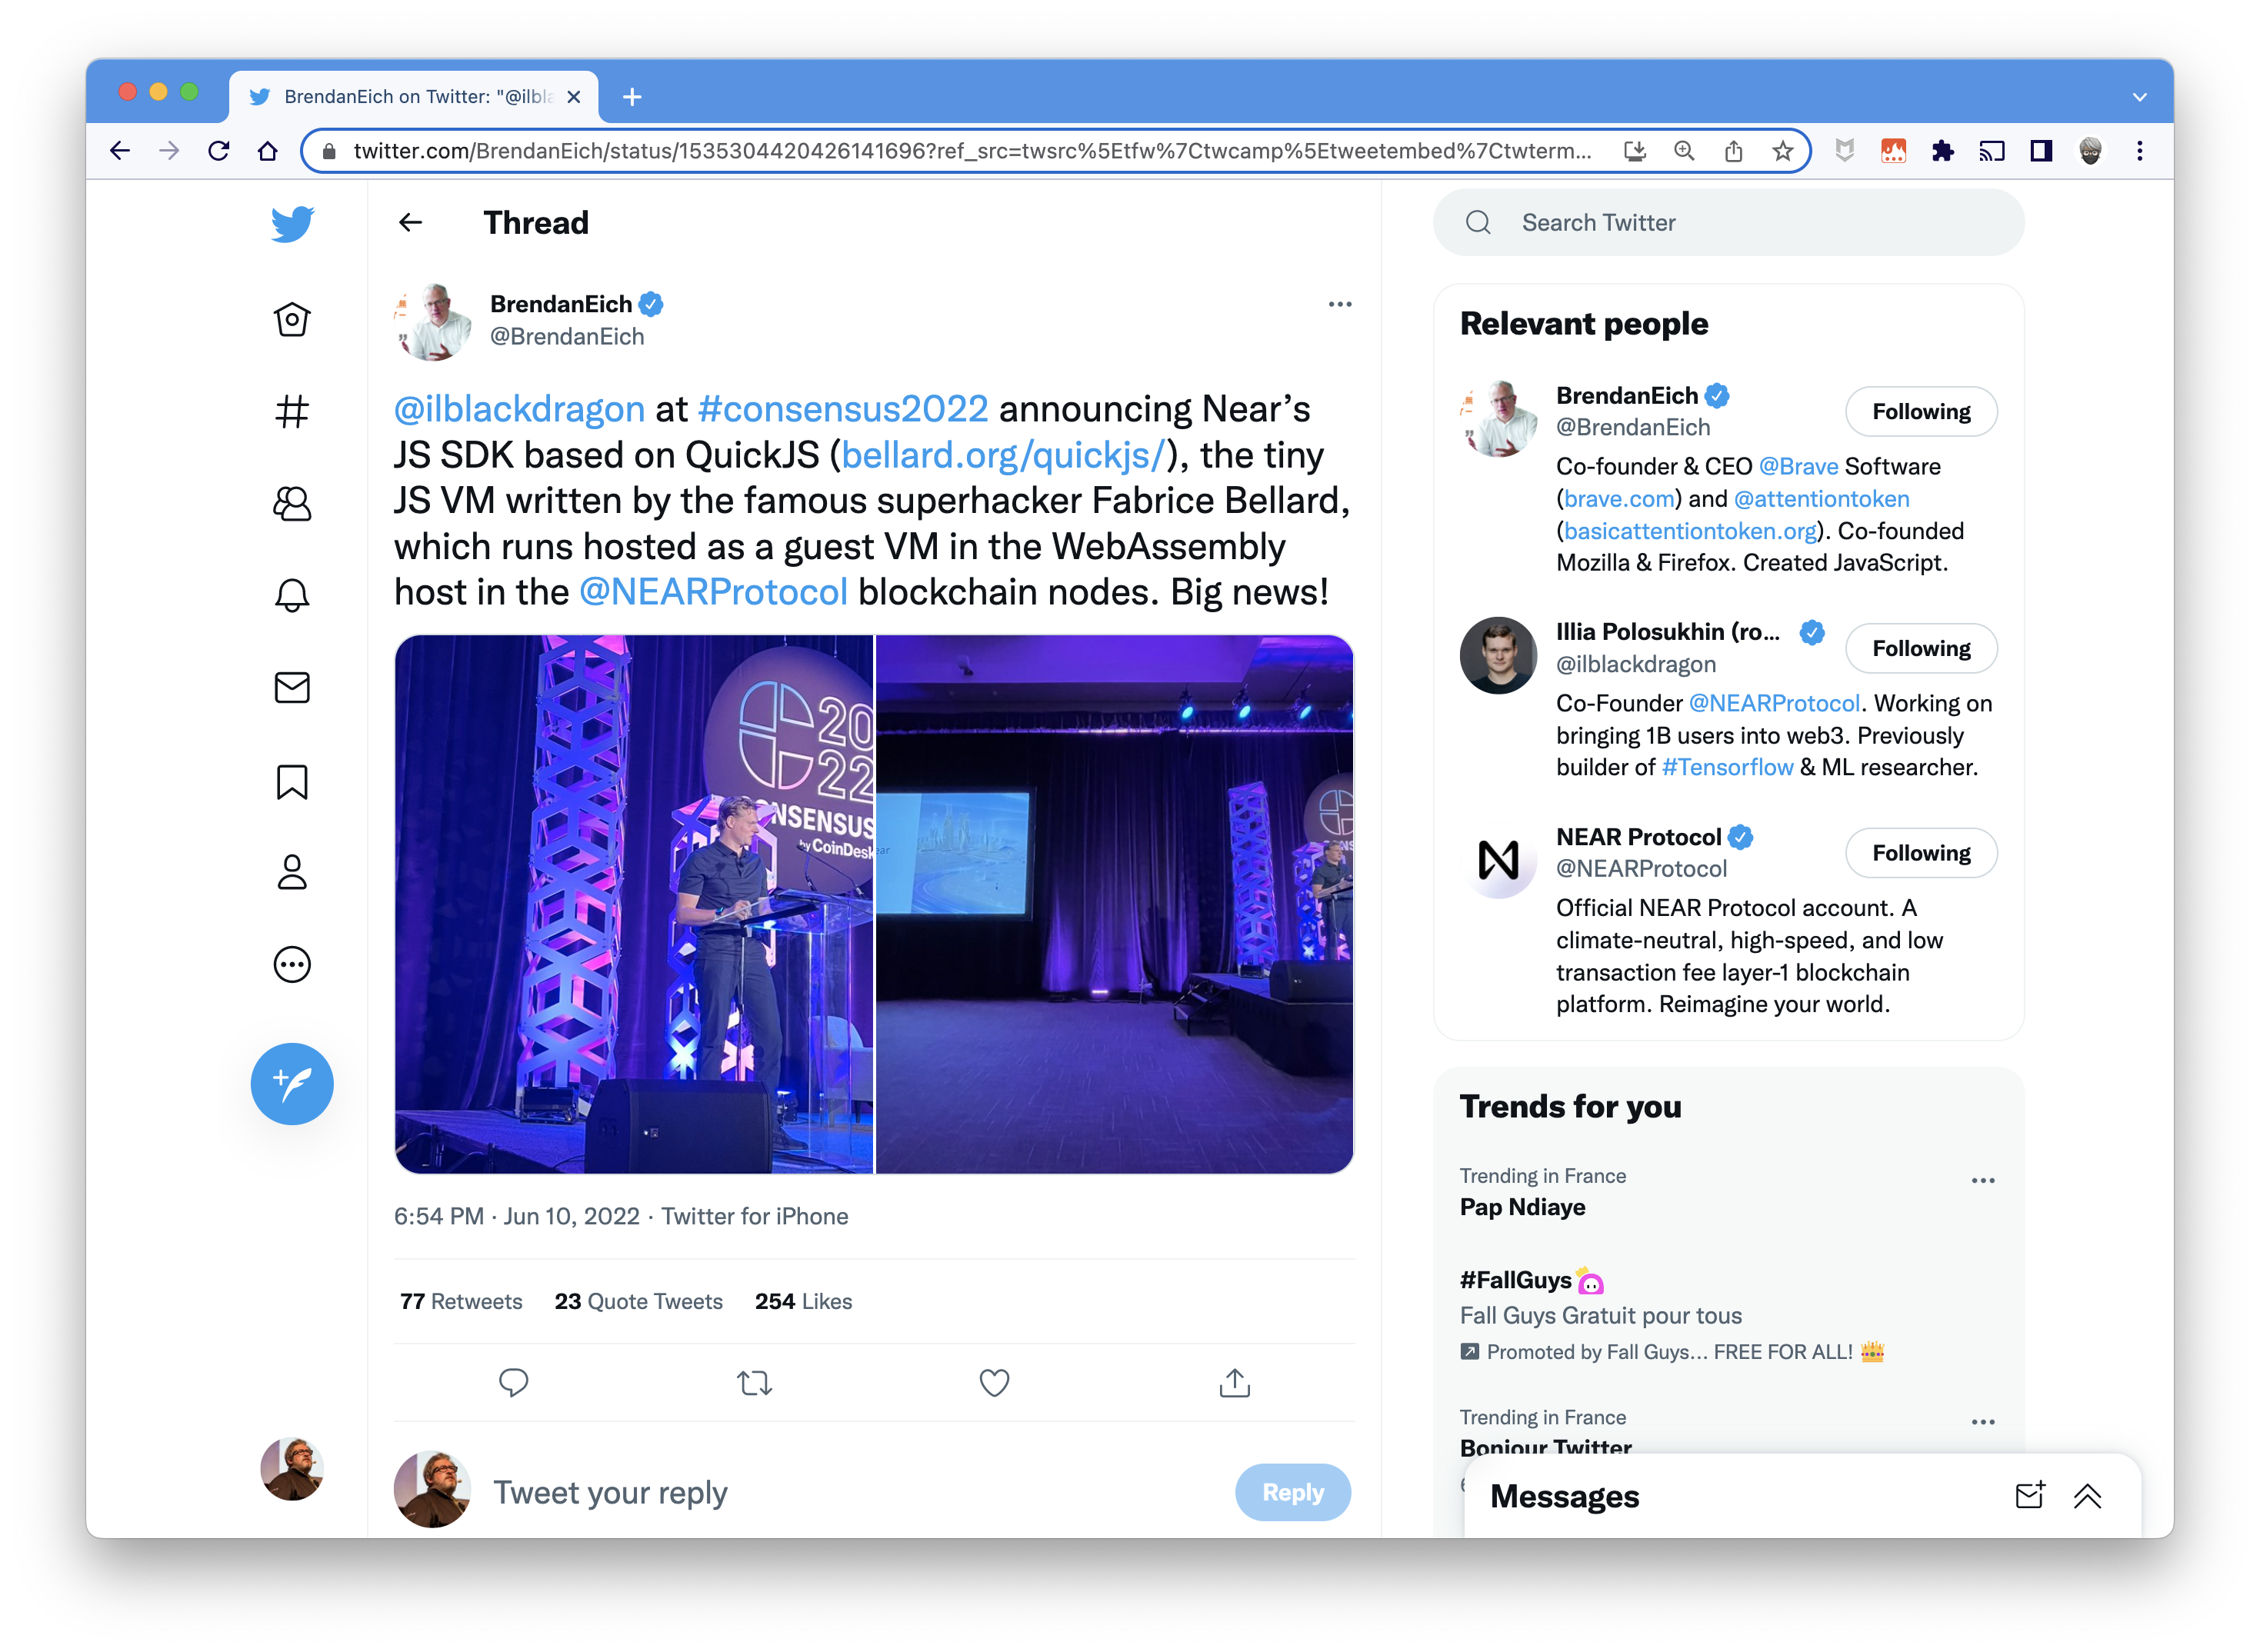 BrendanEich on Twitter: "@ilbla
twitter.com/BrendanEich/status/1535304420426141696?ref_src=twsrc%5Etfw%7Ctwcamp%5Etweetembed%7Ctwterm...
Thread
BrendanEich
@BrendanEich
@ilblackdragon at #consensus2022 announcing Near’s
JS SDK based on QuickJS (bellard.org/quickjs/), the tiny
JS VM written by the famous superhacker Fabrice Bellard,
which runs hosted as a guest VM in the WebAssembly
host in the @NEARProtocol blockchain nodes. Big news!
20
22
NSENSUS
by CoinDesk
ear
6:54 PM · Jun 10, 2022 · Twitter for iPhone
77 Retweets 23 Quote Tweets 254 Likes
Tweet your reply
Reply
Search Twitter
Relevant people
BrendanEich
@BrendanEich
Following
Co-founder & CEO @Brave Software
(brave.com) and @attentiontoken
(basicattentiontoken.org). Co-founded
Mozilla & Firefox. Created JavaScript.
Illia Polosukhin (ro...
@ilblackdragon
Following
Co-Founder @NEARProtocol. Working on
bringing 1B users into web3. Previously
builder of #Tensorflow & ML researcher.
NEAR Protocol
@NEARProtocol
Following
Official NEAR Protocol account. A
climate-neutral, high-speed, and low
transaction fee layer-1 blockchain
platform. Reimagine your world.
Trends for you
Trending in France
Pap Ndiaye
#FallGuys
Fall Guys Gratuit pour tous
Promoted by Fall Guys... FREE FOR ALL! 👑
Trending in France
Bonjour Twitter
Messages